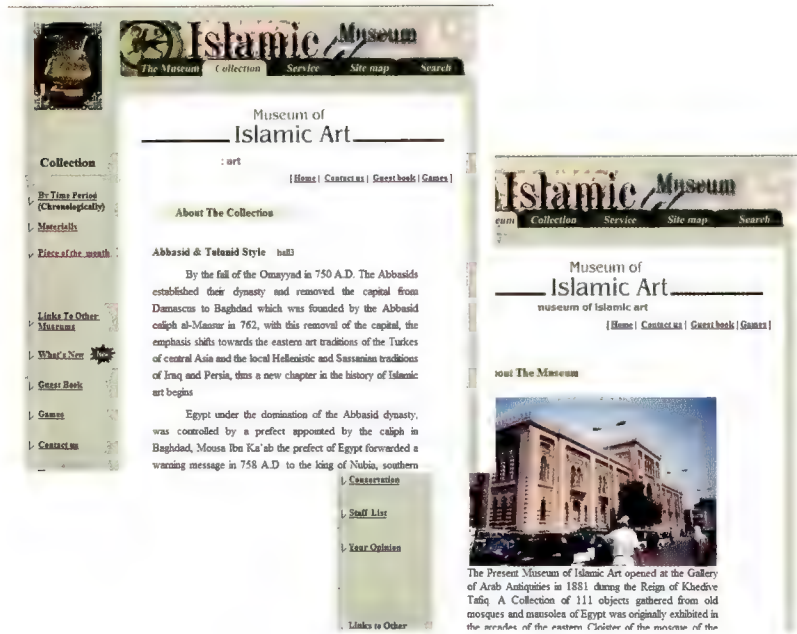 Islamic Museum
The Museum Collection Service Site map Search
Museum of
Islamic Art
: art
[ Home | Contact us | Guest book | Games ]
Collection
By Time Period
(Chronologically)
Materials
Piece of the month
Links To Other
Museums
What's New New
Guest Book
Games
Contact us
About The Collection
Abbasid & Tulunid Style hall3
By the fall of the Omayyad in 750 A.D. The Abbasids
established their dynasty and removed the capital from
Damascus to Baghdad which was founded by the Abbasid
caliph al-Mansur in 762, with this removal of the capital, the
emphasis shifts towards the eastern art traditions of the Turkes
of central Asia and the local Hellenistic and Sassanian traditions
of Iraq and Persia, thus a new chapter in the history of Islamic
art begins
Egypt under the domination of the Abbasid dynasty,
was controlled by a prefect appointed by the caliph in
Baghdad, Mousa Ibn Ka'ab the prefect of Egypt forwarded a
warning message in 758 A.D to the king of Nubia, southern
Conservation
Staff List
Your Opinion
Links to Other
Islamic Museum
eum Collection Service Site map Search
Museum of
Islamic Art
museum of Islamic art
[ Home | Contact us | Guest book | Games ]
out The Museum
The Present Museum of Islamic Art opened at the Gallery
of Arab Antiquities in 1881 during the Reign of Khedive
Tafiq A Collection of 111 objects gathered from old
mosques and mausolea of Egypt was originally exhibited in
the arcades of the eastern Cloister of the mosque of the